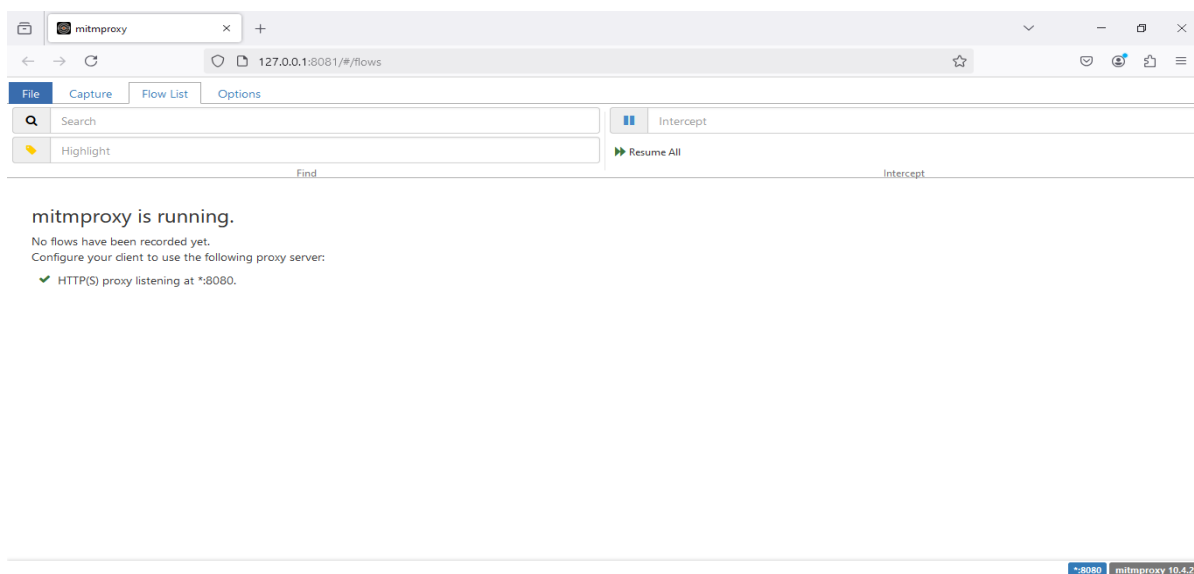 mitmproxy
127.0.0.1:8081/#/flows
File Capture Flow List Options
Search
Intercept
Highlight
Resume All
Find
Intercept
mitmproxy is running.
No flows have been recorded yet.
Configure your client to use the following proxy server:
HTTP(S) proxy listening at *:8080.
*:8080 mitmproxy 10.4.2